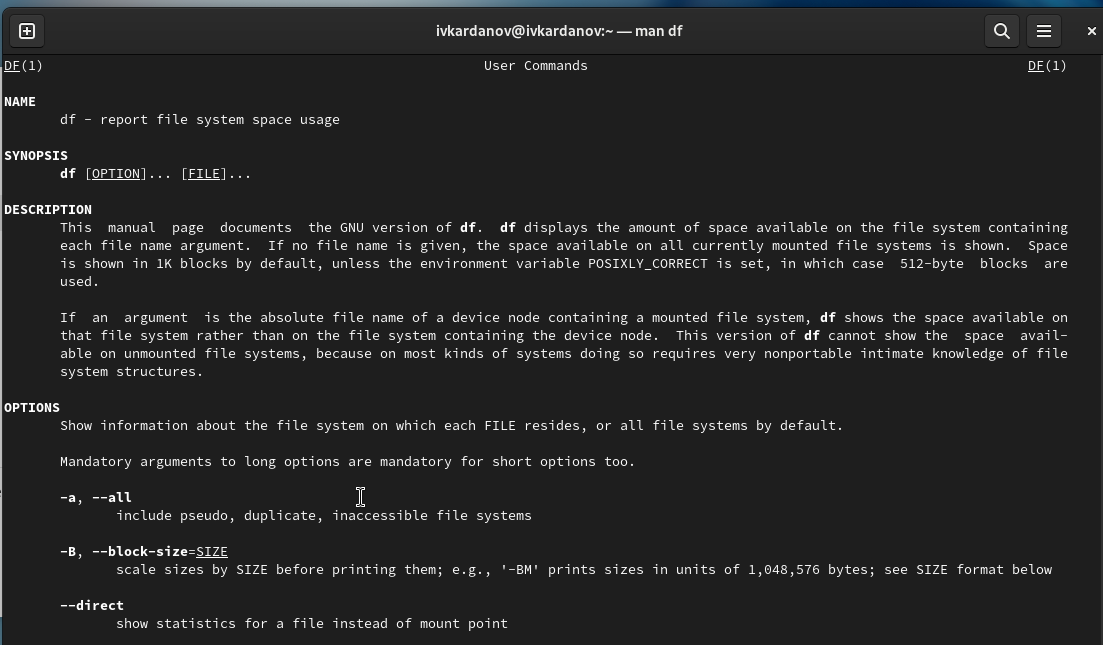 ivkardanov@ivkardanov:~ — man df
DF(1) User Commands DF(1)
NAME
df - report file system space usage
SYNOPSIS
df [OPTION]... [FILE]...
DESCRIPTION
This manual page documents the GNU version of df. df displays the amount of space available on the file system containing
each file name argument. If no file name is given, the space available on all currently mounted file systems is shown. Space
is shown in 1K blocks by default, unless the environment variable POSIXLY_CORRECT is set, in which case 512-byte blocks are
used.
If an argument is the absolute file name of a device node containing a mounted file system, df shows the space available on
that file system rather than on the file system containing the device node. This version of df cannot show the space avail-
able on unmounted file systems, because on most kinds of systems doing so requires very nonportable intimate knowledge of file
system structures.
OPTIONS
Show information about the file system on which each FILE resides, or all file systems by default.
Mandatory arguments to long options are mandatory for short options too.
-a, --all
include pseudo, duplicate, inaccessible file systems
-B, --block-size=SIZE
scale sizes by SIZE before printing them; e.g., '-BM' prints sizes in units of 1,048,576 bytes; see SIZE format below
--direct
show statistics for a file instead of mount point